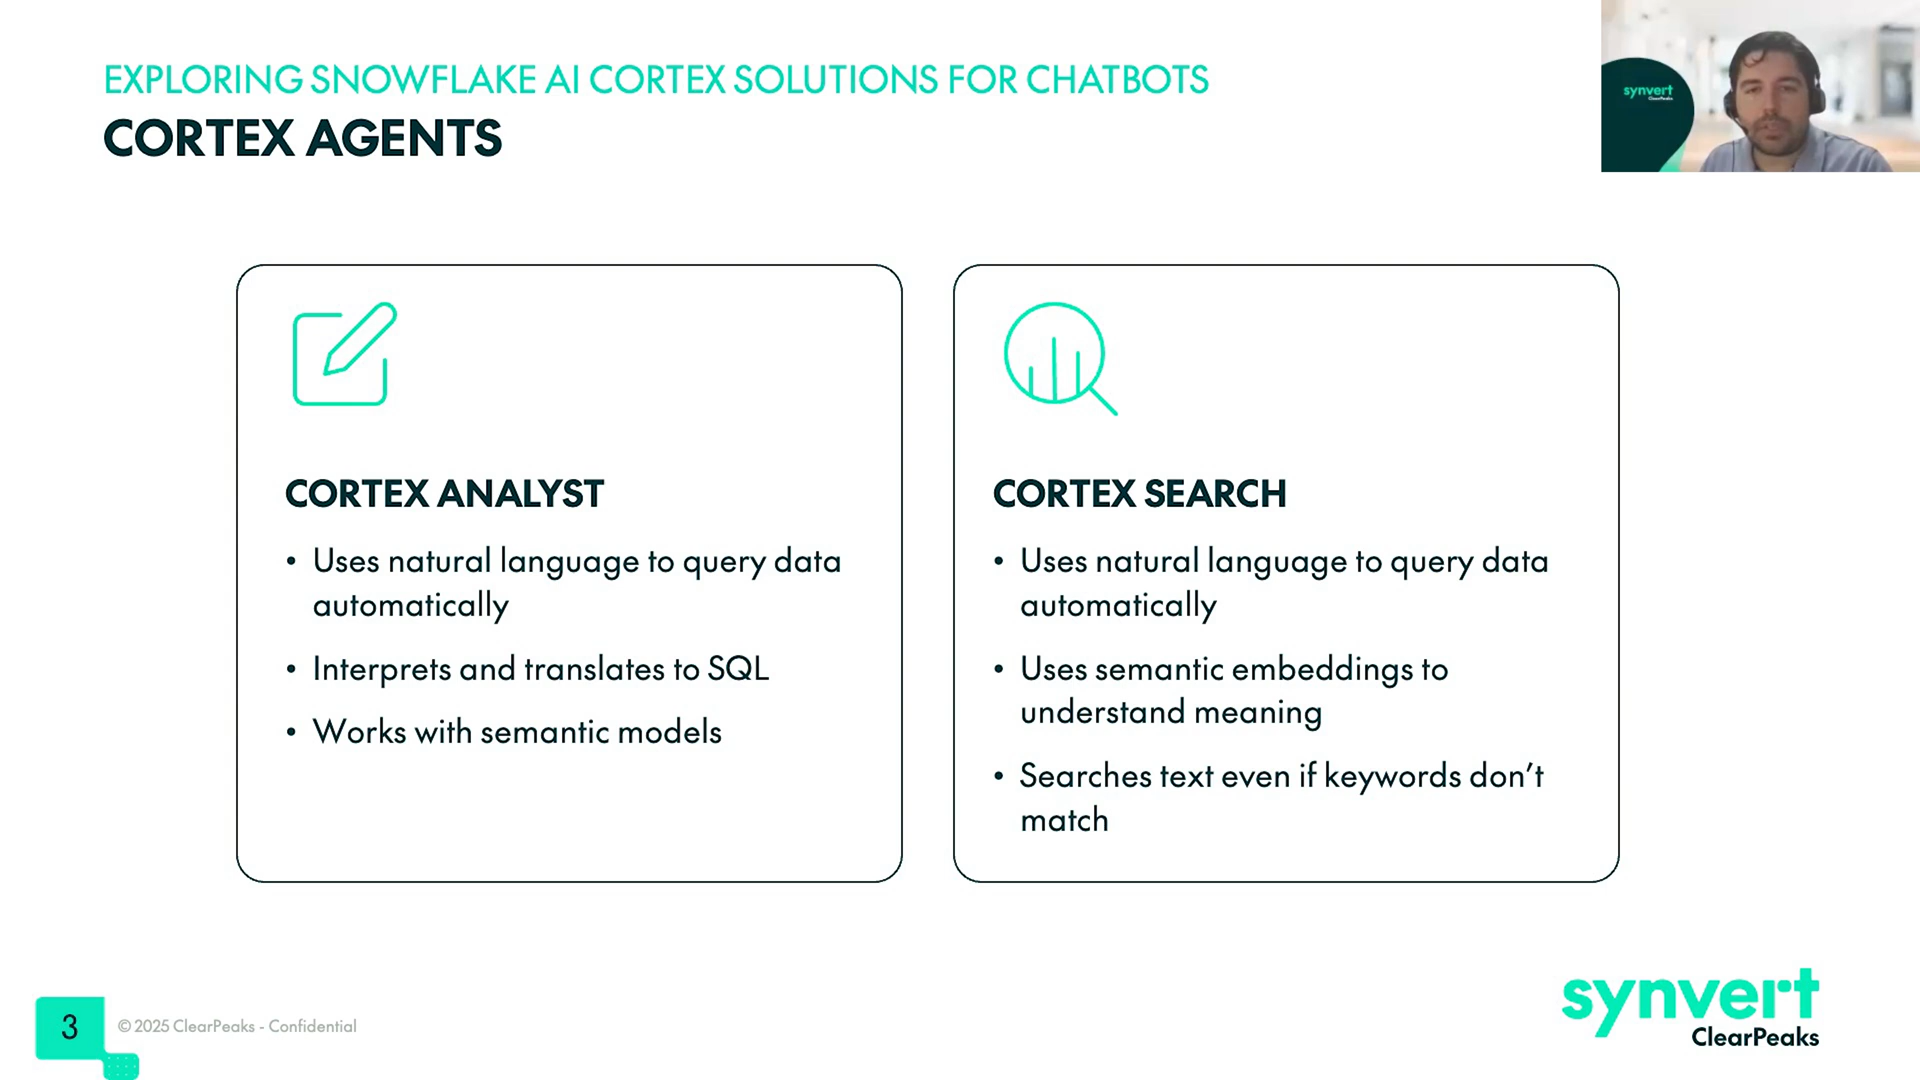 EXPLORING SNOWFLAKE AI CORTEX SOLUTIONS FOR CHATBOTS
CORTEX AGENTS
synvert
ClearPeaks
CORTEX ANALYST
• Uses natural language to query data
automatically
• Interprets and translates to SQL
• Works with semantic models
CORTEX SEARCH
• Uses natural language to query data
automatically
• Uses semantic embeddings to
understand meaning
• Searches text even if keywords don’t
match
3
© 2025 ClearPeaks - Confidential
synvert
ClearPeaks